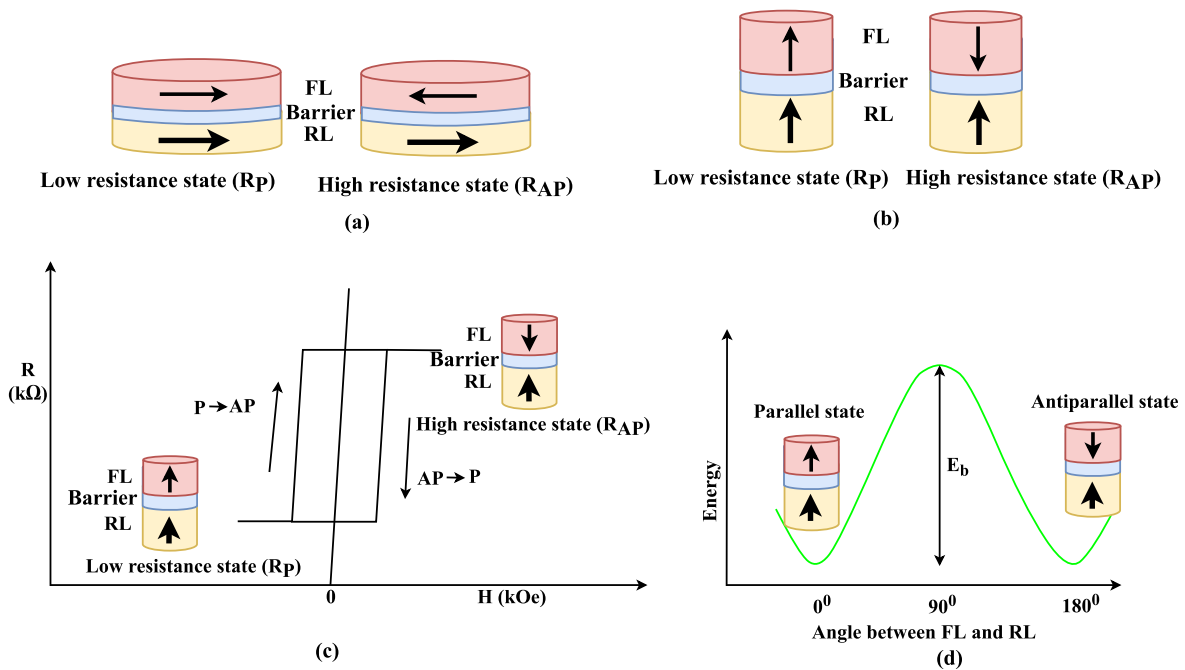 FL
Barrier
RL
Low resistance state (RP)
High resistance state (RAP)
(a)
FL
Barrier
RL
Low resistance state (RP)
High resistance state (RAP)
(b)
R
(kΩ)
P→AP
FL
Barrier
RL
High resistance state (RAP)
AP→P
FL
Barrier
RL
Low resistance state (RP)
0
H (kOe)
(c)
Energy
Parallel state
Antiparallel state
Eb
0⁰
90⁰
180⁰
Angle between FL and RL
(d)